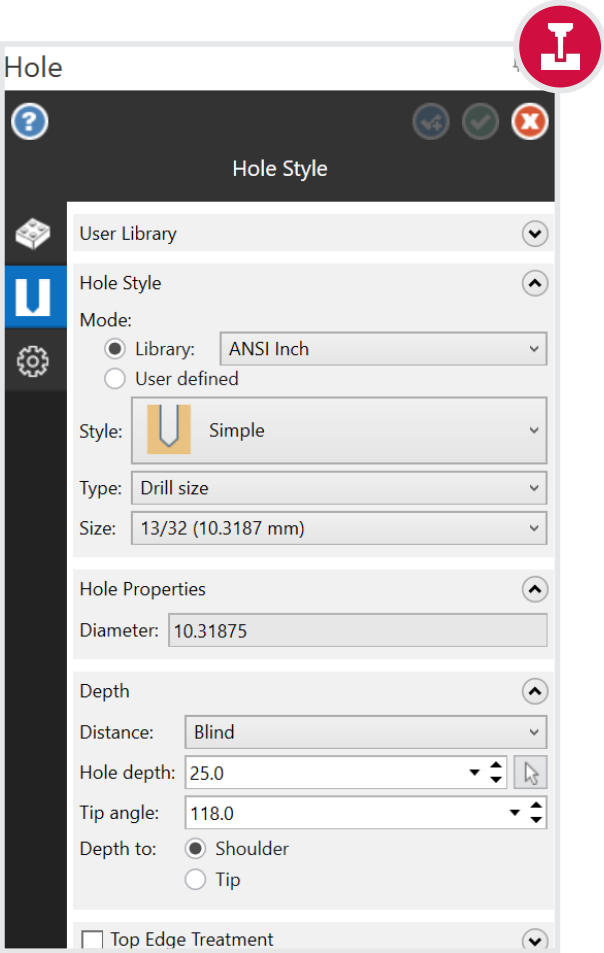 Hole
?
Hole Style
User Library
Hole Style
Mode:
Library: ANSI Inch
User defined
Style: Simple
Type: Drill size
Size: 13/32 (10.3187 mm)
Hole Properties
Diameter: 10.31875
Depth
Distance: Blind
Hole depth: 25.0
Tip angle: 118.0
Depth to: Shoulder
Tip
Top Edge Treatment